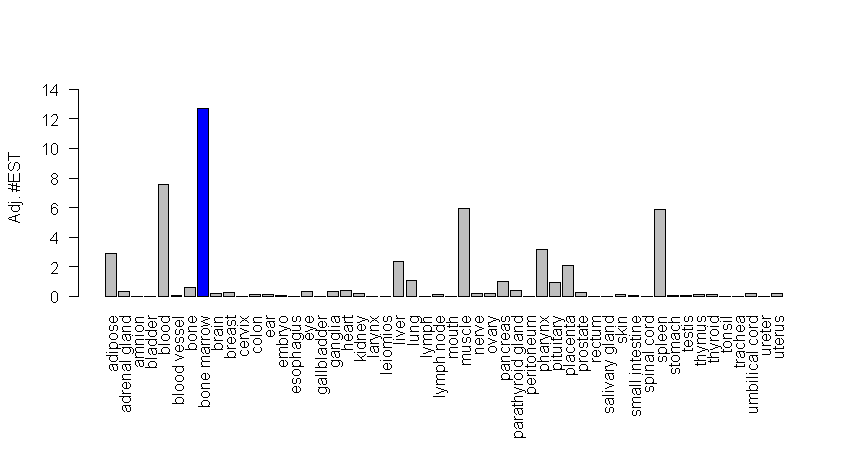 14
12
10
8
6
4
2
0
Adj. #EST
adipose
adrenal gland
amnion
bladder
blood
blood vessel
bone
bone marrow
brain
breast
cervix
colon
ear
embryo
esophagus
eye
gallbladder
ganglia
heart
kidney
larynx
leiomios
liver
lung
lymph
lymph node
mouth
muscle
nerve
ovary
pancreas
parathyroid gland
peritoneum
pharynx
pituitary
placenta
prostate
rectum
salivary gland
skin
small intestine
spinal cord
spleen
stomach
testis
thymus
thyroid
tonsil
trachea
umbilical cord
ureter
uterus